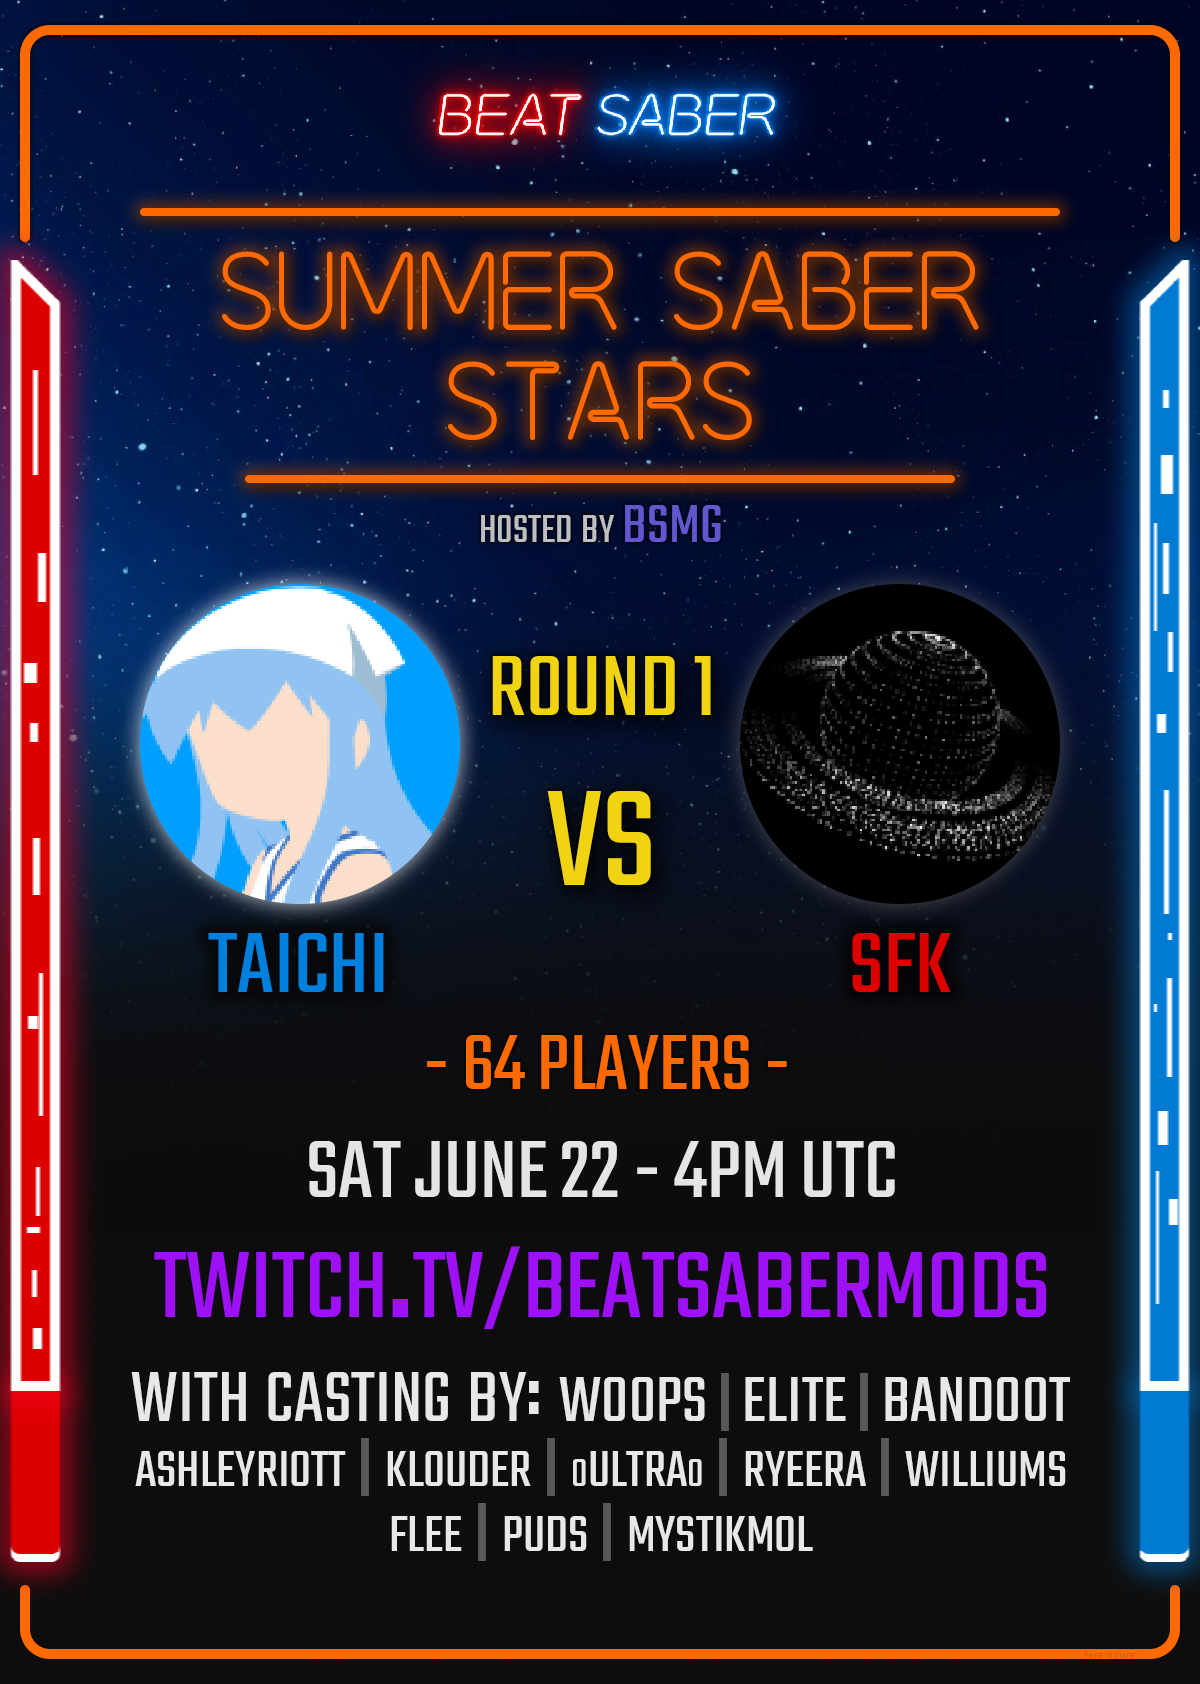 BEAT SABER
SUMMER SABER
STARS
HOSTED BY BSMG
ROUND 1
VS
TAICHI
SFK
- 64 PLAYERS -
SAT JUNE 22 - 4PM UTC
TWITCH.TV/BEATSABERMODS
WITH CASTING BY: WOOPS | ELITE | BANDOOT
ASHLEYRIOTT | KLOUDER | oULTRAo | RYEERA | WILLIUMS
FLEE | PUDS | MYSTIKMOL